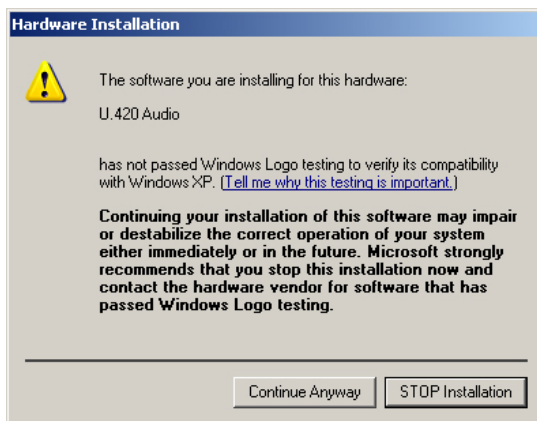 Hardware Installation
The software you are installing for this hardware:
U.420 Audio
has not passed Windows Logo testing to verify its compatibility
with Windows XP. (Tell me why this testing is important.)
Continuing your installation of this software may impair
or destabilize the correct operation of your system
either immediately or in the future. Microsoft strongly
recommends that you stop this installation now and
contact the hardware vendor for software that has
passed Windows Logo testing.
Continue Anyway
STOP Installation